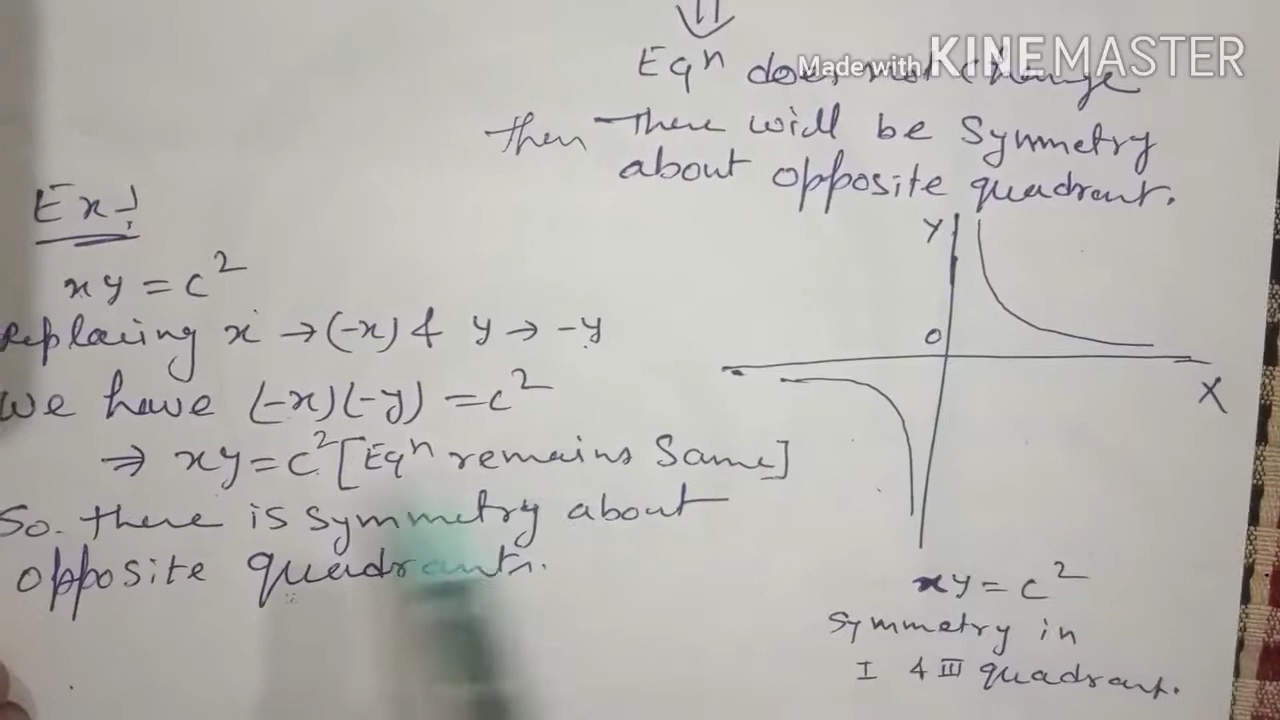 Made with KINEMASTER
Eqⁿ does not change
then there will be symmetry
about opposite quadrant.
Ex:
xy = c²
replacing x → (-x) & y → -y
we have (-x)(-y) = c²
⇒ xy = c² [Eqⁿ remains same]
So there is symmetry about
opposite quadrants.
Y
O
X
xy = c²
Symmetry in
I & III quadrant.